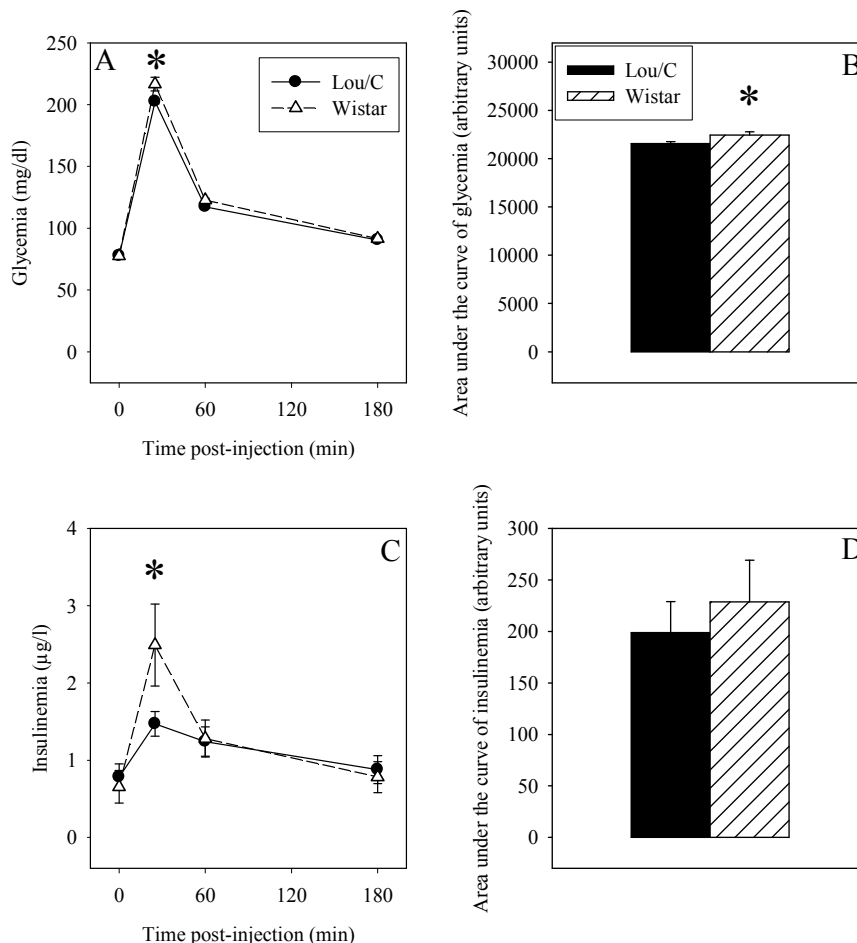 A
*
Lou/C
Wistar
250
200
150
100
50
0
Glycemia (mg/dl)
0 60 120 180
Time post-injection (min)
B
Lou/C
Wistar
*
30000
25000
20000
15000
10000
5000
0
Area under the curve of glycemia (arbitrary units)
C
*
4
3
2
1
0
Insulinemia (µg/l)
0 60 120 180
Time post-injection (min)
D
300
250
200
150
100
50
0
Area under the curve of insulinemia (arbitrary units)